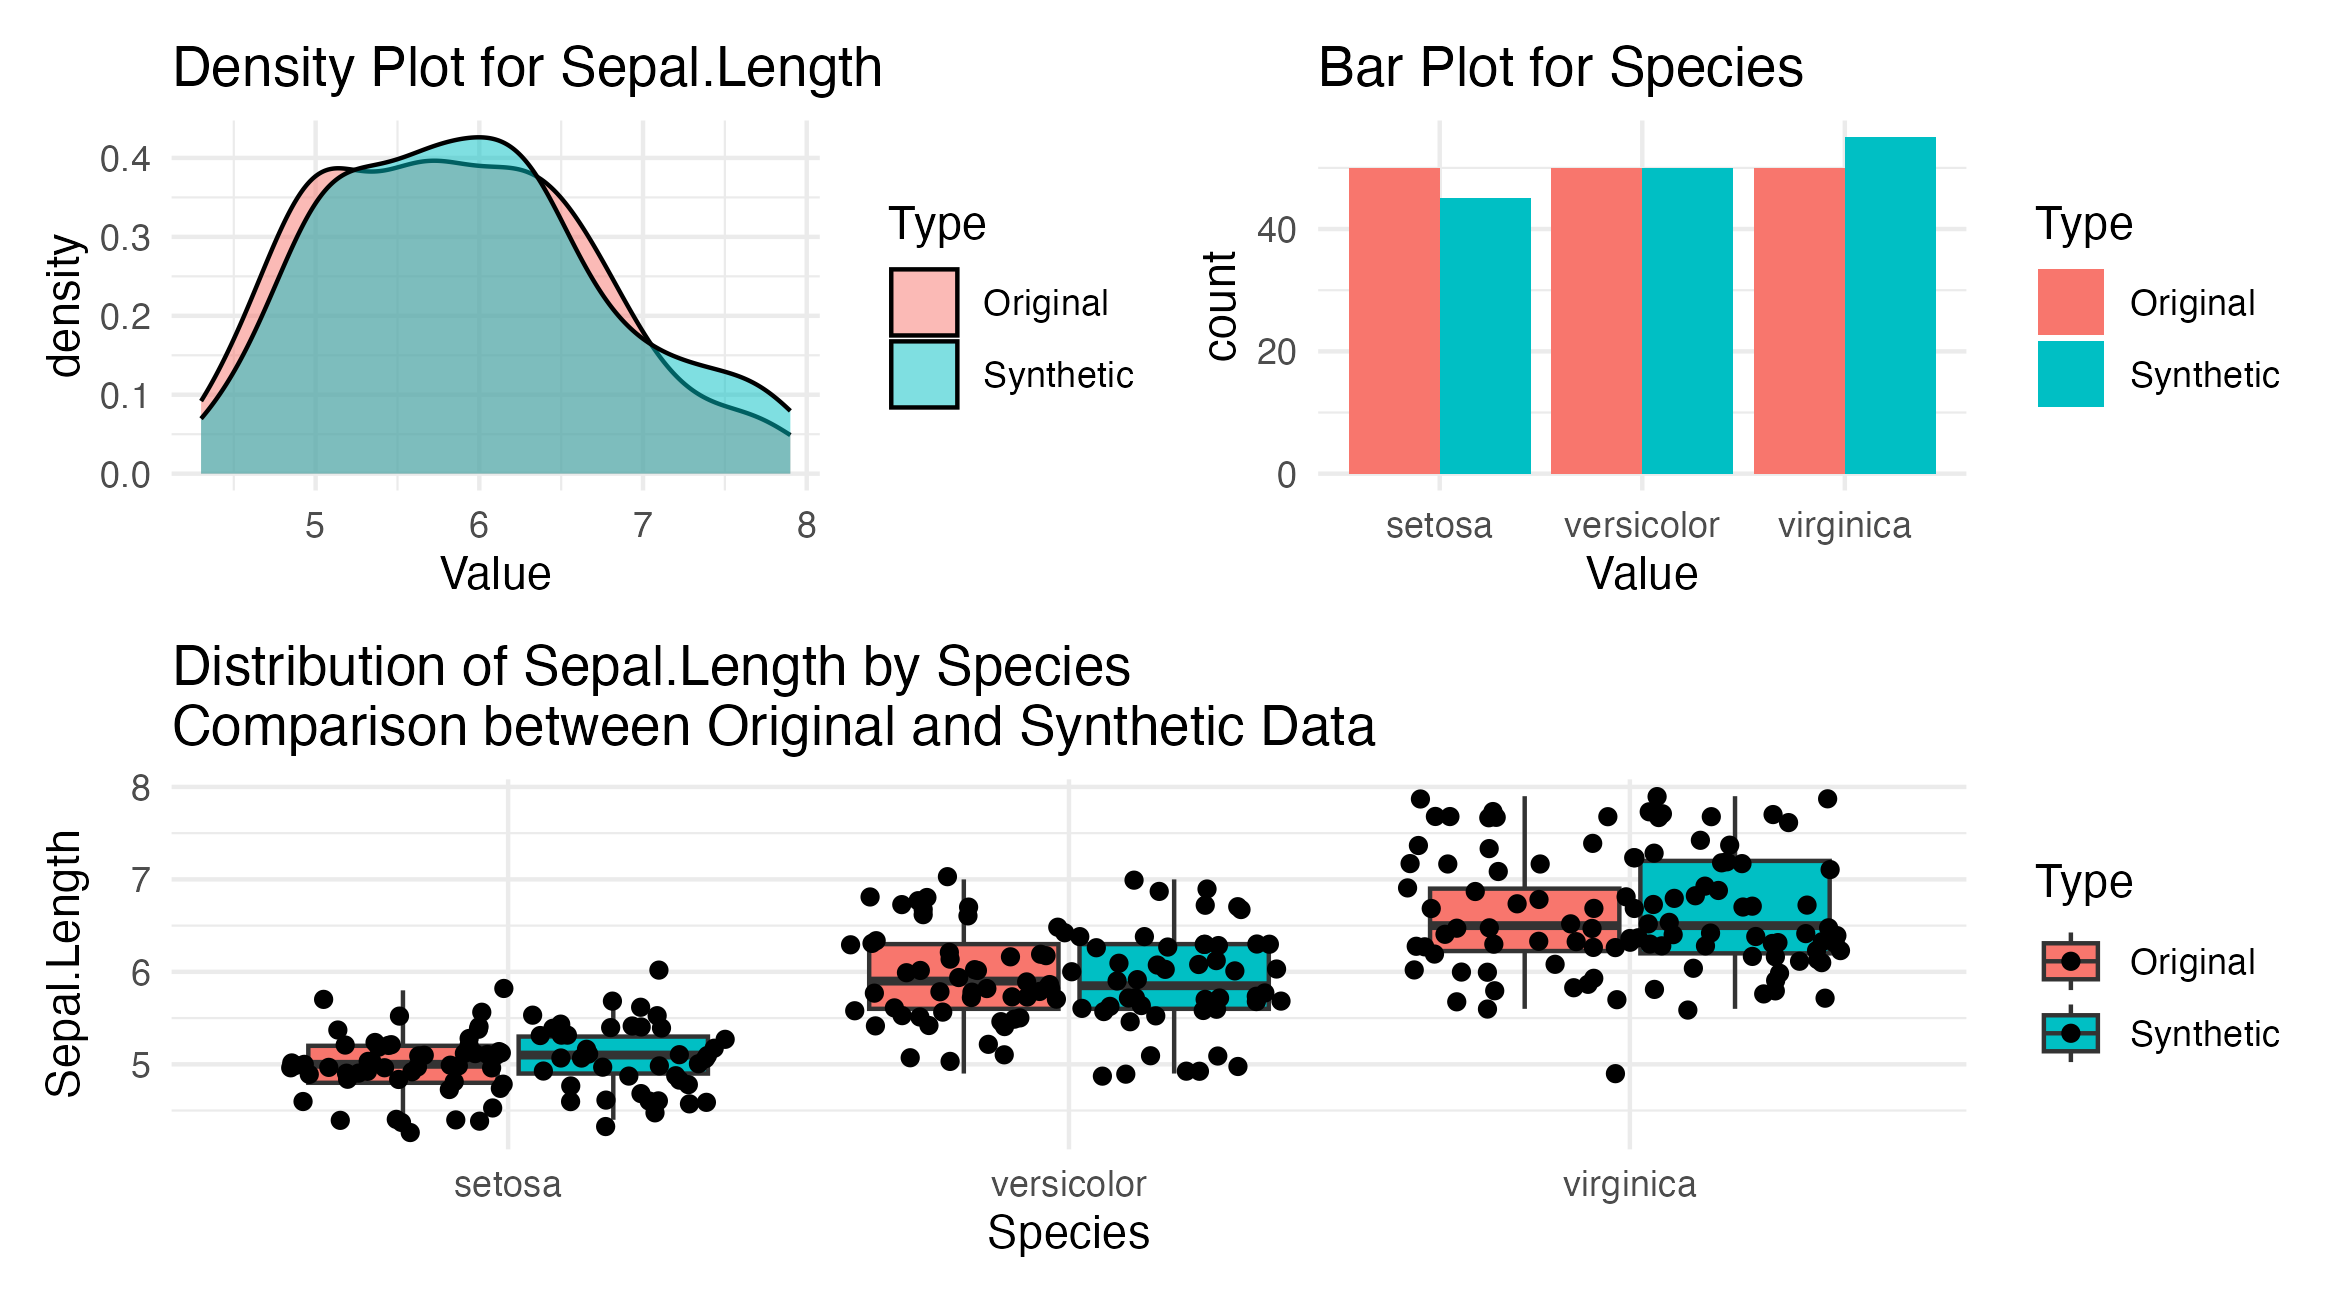 Density Plot for Sepal.Length
density
0.4
0.3
0.2
0.1
0.0
5 6 7 8
Value
Type
Original
Synthetic
Bar Plot for Species
count
40
20
0
setosa versicolor virginica
Value
Type
Original
Synthetic
Distribution of Sepal.Length by Species
Comparison between Original and Synthetic Data
Sepal.Length
8
7
6
5
setosa versicolor virginica
Species
Type
Original
Synthetic